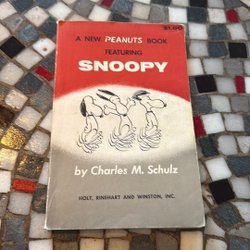 $1.00
A NEW PEANUTS BOOK
FEATURING
SNOOPY
by Charles M. Schulz
HOLT, RINEHART AND WINSTON, INC.